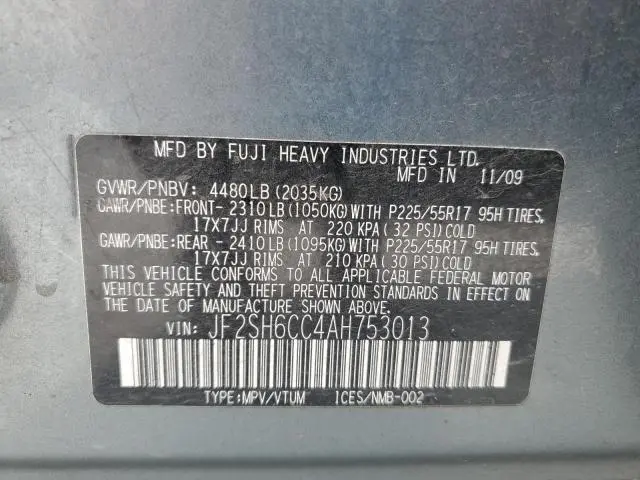 MFD BY FUJI HEAVY INDUSTRIES LTD.
MFD IN 11/09
GVWR/PNBV: 4480LB (2035KG)
GAWR/PNBE:FRONT- 2310LB(1050KG)WITH P225/55R17 95H TIRES,
17X7JJ RIMS AT 220 KPA ( 32 PSI)COLD
GAWR/PNBE:REAR - 2410LB(1095KG)WITH P225/55R17 95H TIRES,
17X7JJ RIMS AT 210 KPA ( 30 PSI)COLD
THIS VEHICLE CONFORMS TO ALL APPLICABLE FEDERAL MOTOR
VEHICLE SAFETY AND THEFT PREVENTION STANDARDS IN EFFECT ON
THE DATE OF MANUFACTURE SHOWN ABOVE.
VIN: JF2SH6CC4AH753013
TYPE:MPV/VTUM ICES/NMB-002